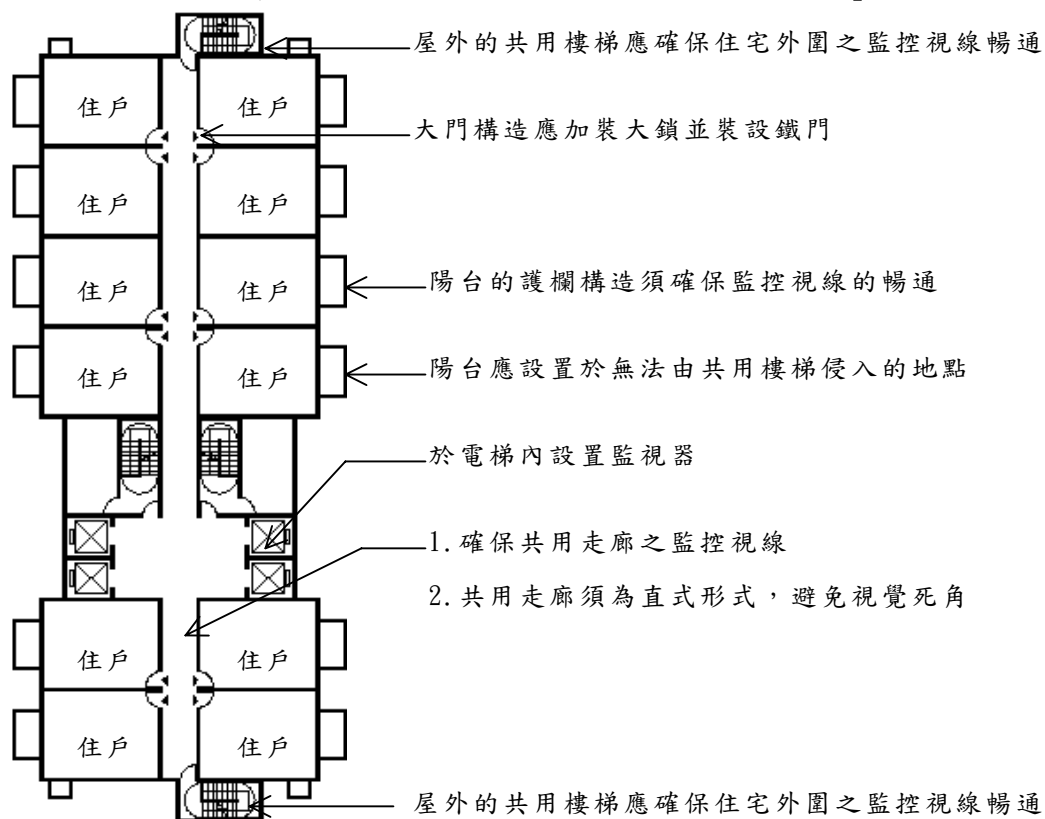 屋外的共用樓梯應確保住宅外圍之監控視線暢通
住戶 住戶
大門構造應加裝大鎖並裝設鐵門
住戶 住戶
住戶 住戶
陽台的護欄構造須確保監控視線的暢通
住戶 住戶
陽台應設置於無法由共用樓梯侵入的地點
於電梯內設置監視器
1.確保共用走廊之監控視線
2.共用走廊須為直式形式，避免視覺死角
住戶 住戶
住戶 住戶
屋外的共用樓梯應確保住宅外圍之監控視線暢通